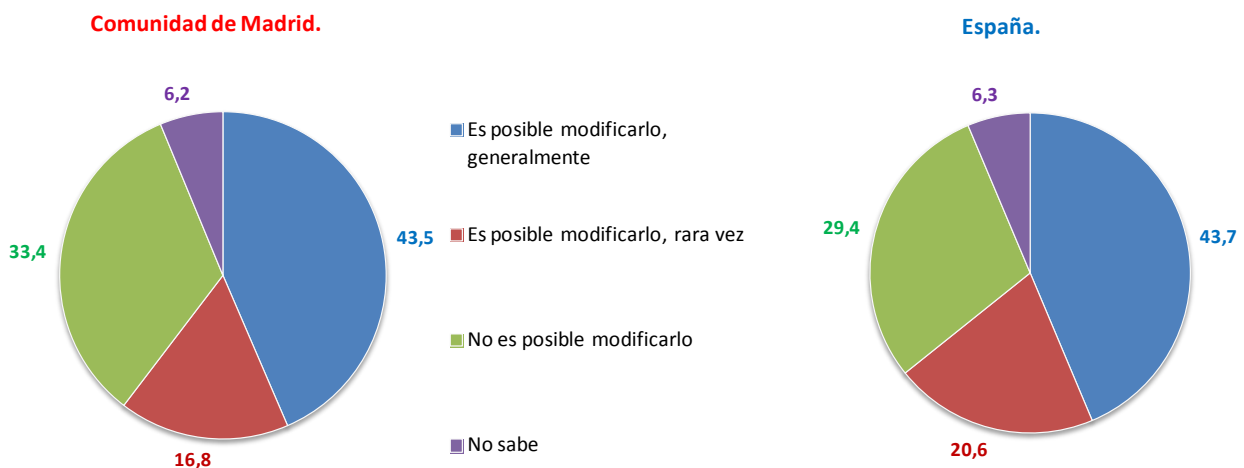 Comunidad de Madrid.
6,2
43,5
33,4
16,8
Es posible modificarlo,
generalmente
Es posible modificarlo, rara vez
No es posible modificarlo
No sabe
España.
6,3
43,7
29,4
20,6